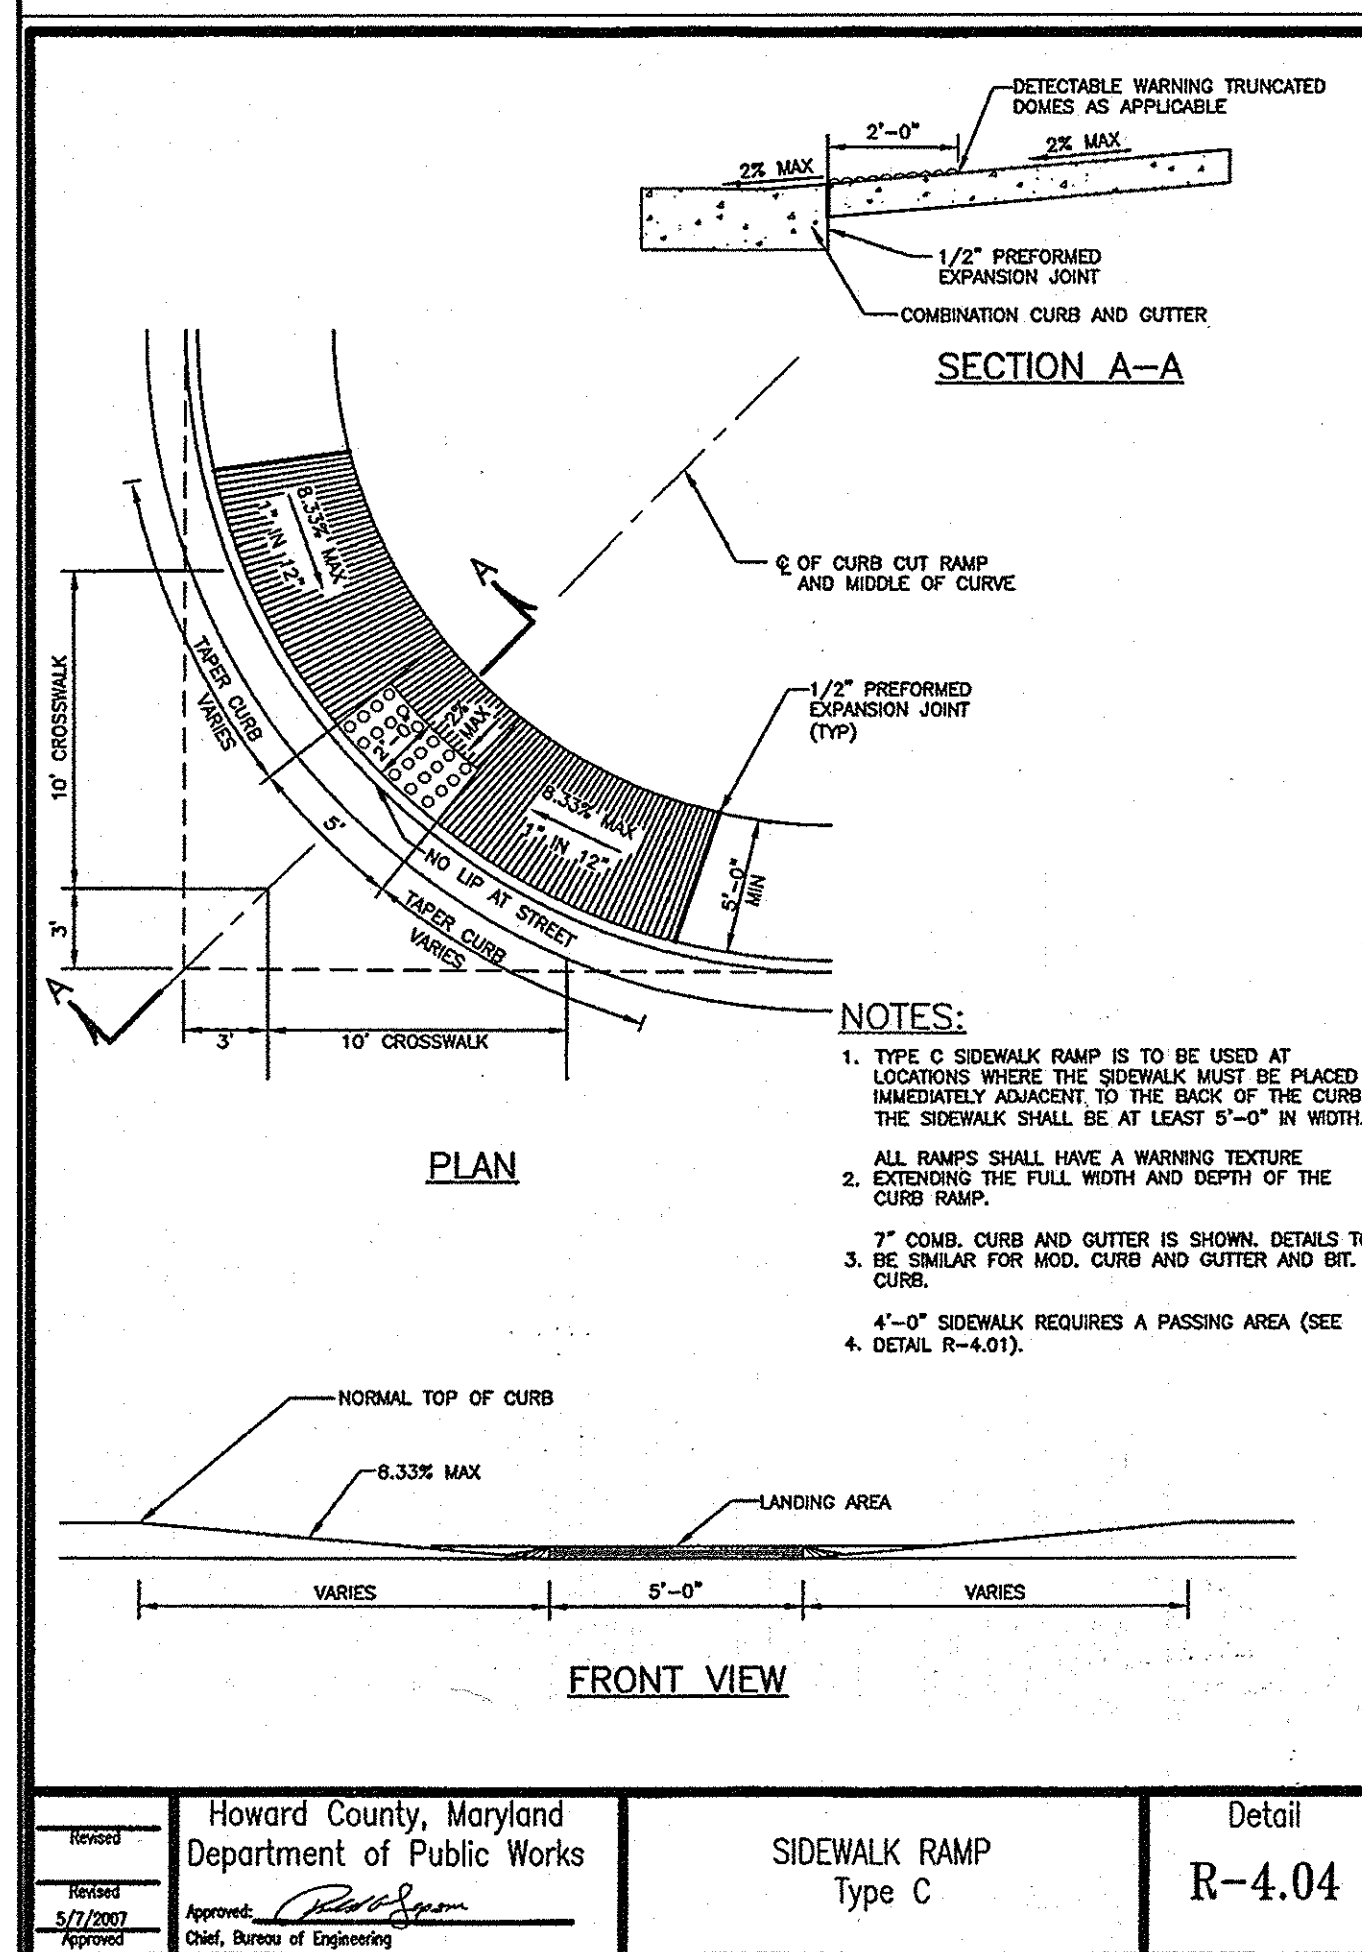 DETECTABLE WARNING TRUNCATED
DOMES AS APPLICABLE
2'-0"
2% MAX
2% MAX
1/2" PREFORMED
EXPANSION JOINT
COMBINATION CURB AND GUTTER
SECTION A-A
8.33% MAX
1" IN 12"
A
℄ OF CURB CUT RAMP
AND MIDDLE OF CURVE
10' CROSSWALK
TAPER CURB
VARIES
1/2" PREFORMED
EXPANSION JOINT
(TYP)
2'-0"
2%
MAX
8.33% MAX
1" IN 12"
5'
NO LIP AT STREET
5'-0"
MIN
TAPER CURB
VARIES
3'
A
3'
10' CROSSWALK
PLAN
NOTES:
1. TYPE C SIDEWALK RAMP IS TO BE USED AT
LOCATIONS WHERE THE SIDEWALK MUST BE PLACED
IMMEDIATELY ADJACENT TO THE BACK OF THE CURB
THE SIDEWALK SHALL BE AT LEAST 5'-0" IN WIDTH.
ALL RAMPS SHALL HAVE A WARNING TEXTURE
2. EXTENDING THE FULL WIDTH AND DEPTH OF THE
CURB RAMP.
7" COMB. CURB AND GUTTER IS SHOWN. DETAILS TO
3. BE SIMILAR FOR MOD. CURB AND GUTTER AND BIT.
CURB.
4'-0" SIDEWALK REQUIRES A PASSING AREA (SEE
4. DETAIL R-4.01).
NORMAL TOP OF CURB
8.33% MAX
LANDING AREA
VARIES
5'-0"
VARIES
FRONT VIEW
Revised
Revised
5/7/2007
Approved
Howard County, Maryland
Department of Public Works
Approved:
Chief, Bureau of Engineering
SIDEWALK RAMP
Type C
Detail
R-4.04